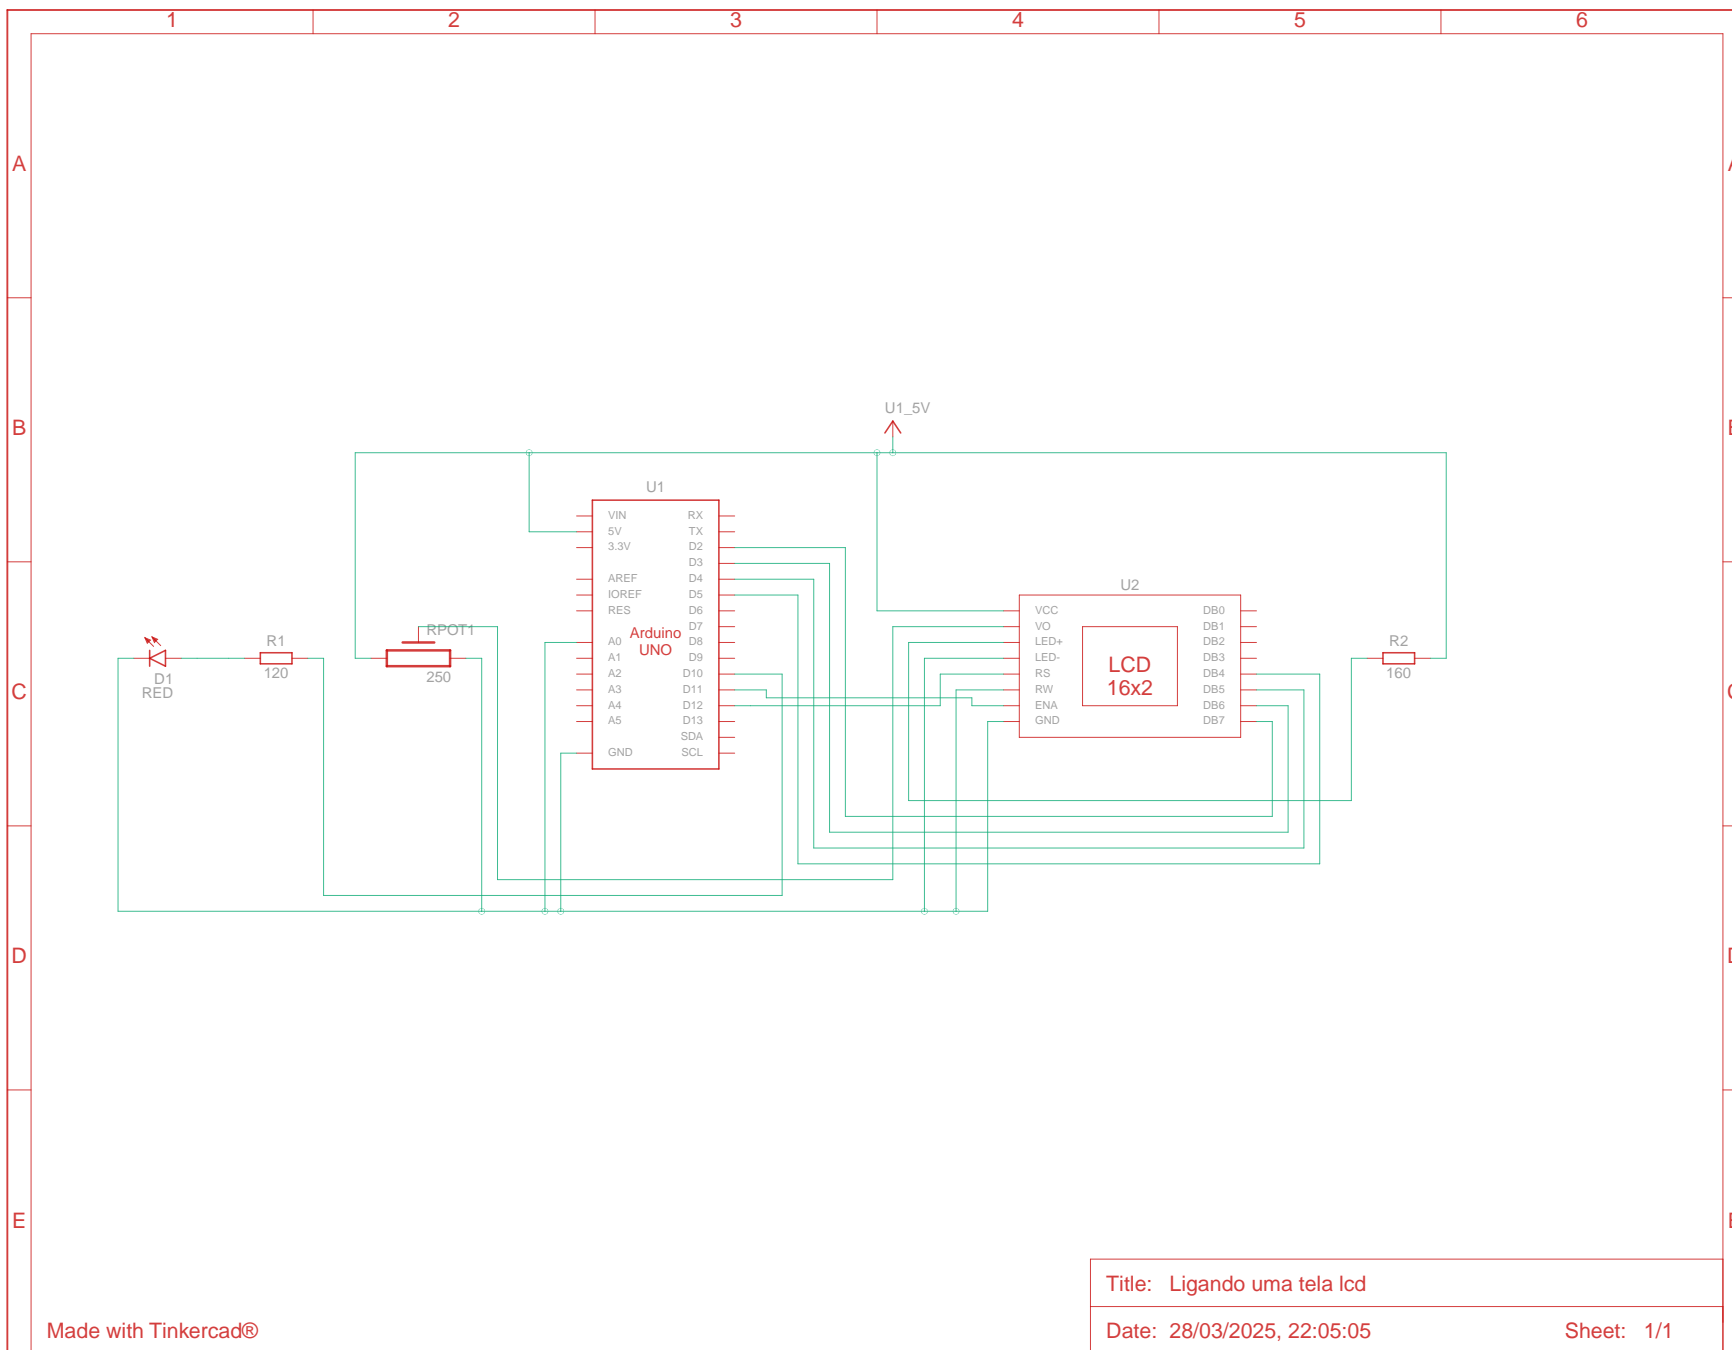 1 2 3 4 5 6
A
B
C
D
E
U1_5V
U1
VIN RX
5V TX
3.3V D2
D3
AREF D4
IOREF D5
RES D6
D7
A0 D8
A1 D9
A2 D10
A3 D11
A4 D12
A5 D13
SDA
GND SCL
Arduino
UNO
D1
RED
R1
120
RPOT1
250
U2
VCC DB0
VO DB1
LED+ DB2
LED- DB3
RS DB4
RW DB5
ENA DB6
GND DB7
LCD
16x2
R2
160
Title: Ligando uma tela lcd
Made with Tinkercad®
Date: 28/03/2025, 22:05:05 Sheet: 1/1